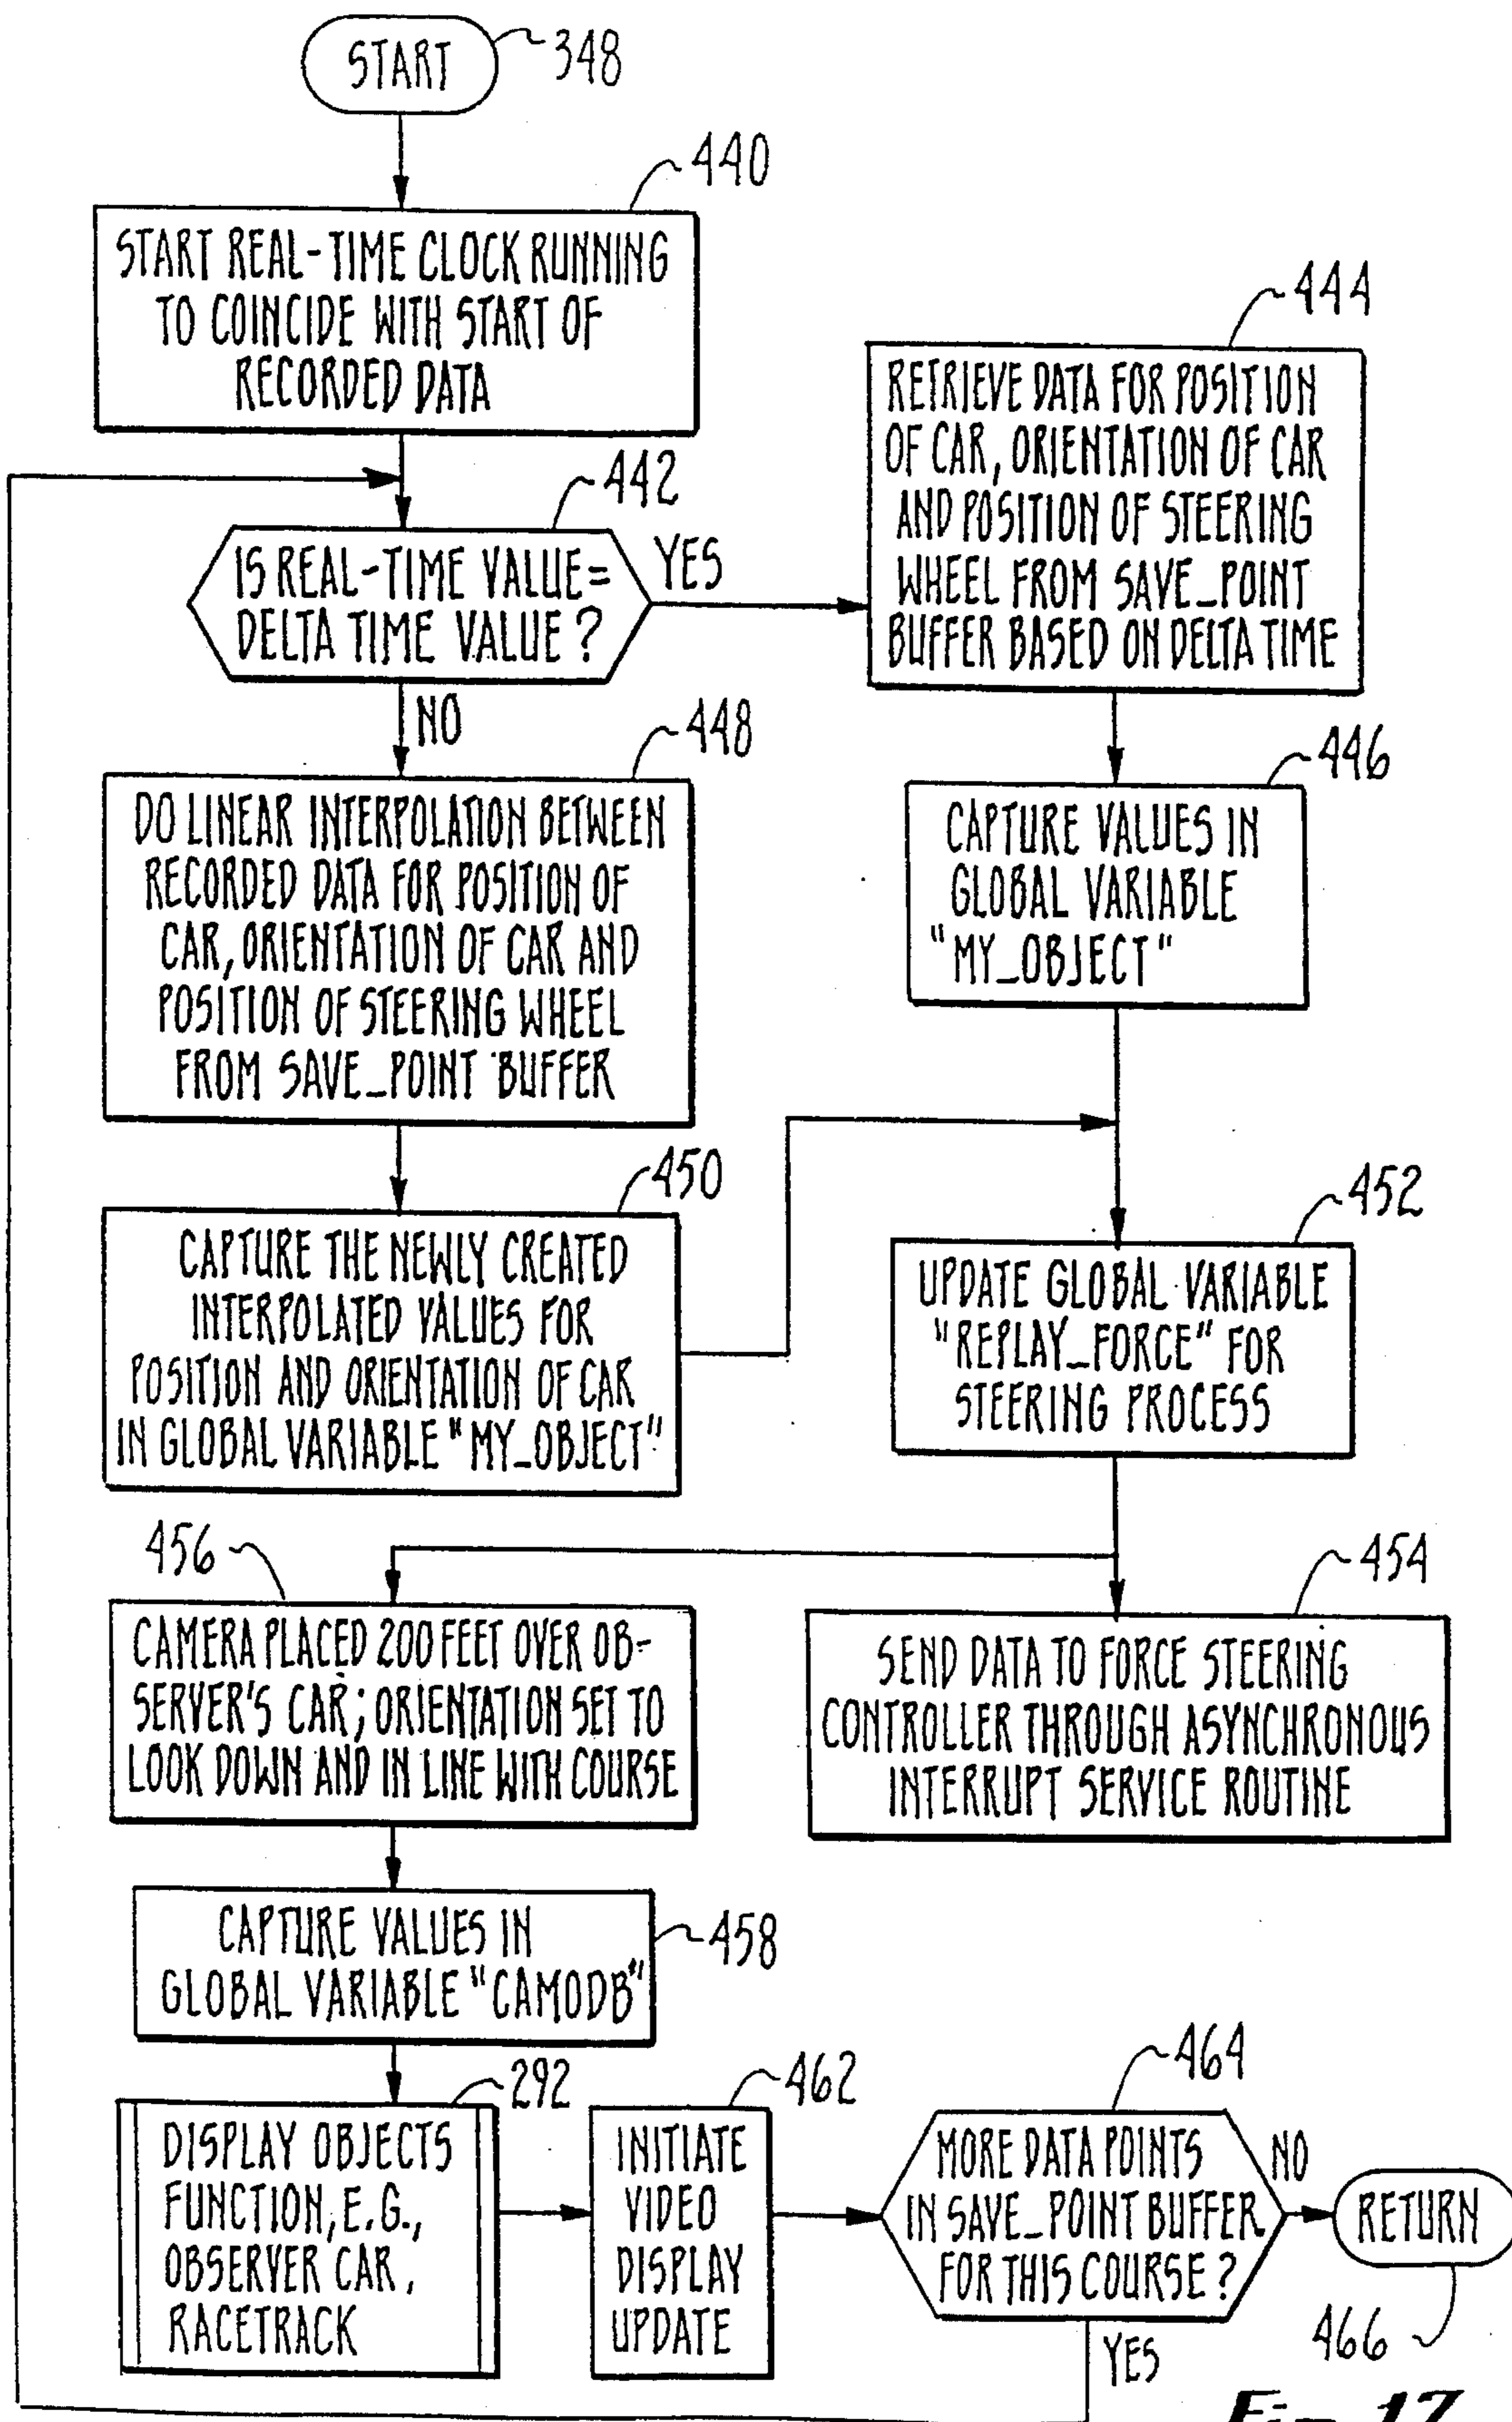 START
348
440
START REAL-TIME CLOCK RUNNING
TO COINCIDE WITH START OF
RECORDED DATA
442
IS REAL-TIME VALUE=
DELTA TIME VALUE?
YES
NO
444
RETRIEVE DATA FOR POSITION
OF CAR, ORIENTATION OF CAR
AND POSITION OF STEERING
WHEEL FROM SAVE_POINT
BUFFER BASED ON DELTA TIME
446
CAPTURE VALUES IN
GLOBAL VARIABLE
"MY_OBJECT"
448
DO LINEAR INTERPOLATION BETWEEN
RECORDED DATA FOR POSITION OF
CAR, ORIENTATION OF CAR AND
POSITION OF STEERING WHEEL
FROM SAVE_POINT BUFFER
450
CAPTURE THE NEWLY CREATED
INTERPOLATED VALUES FOR
POSITION AND ORIENTATION OF CAR
IN GLOBAL VARIABLE "MY_OBJECT"
452
UPDATE GLOBAL VARIABLE
"REPLAY_FORCE" FOR
STEERING PROCESS
454
SEND DATA TO FORCE STEERING
CONTROLLER THROUGH ASYNCHRONOUS
INTERRUPT SERVICE ROUTINE
456
CAMERA PLACED 200 FEET OVER OB-
SERVER'S CAR; ORIENTATION SET TO
LOOK DOWN AND IN LINE WITH COURSE
458
CAPTURE VALUES IN
GLOBAL VARIABLE "CAMODB"
292
DISPLAY OBJECTS
FUNCTION, E.G.,
OBSERVER CAR,
RACETRACK
462
INITIATE
VIDEO
DISPLAY
UPDATE
464
MORE DATA POINTS
IN SAVE_POINT BUFFER
FOR THIS COURSE?
NO
YES
RETURN
466
Fig. 17